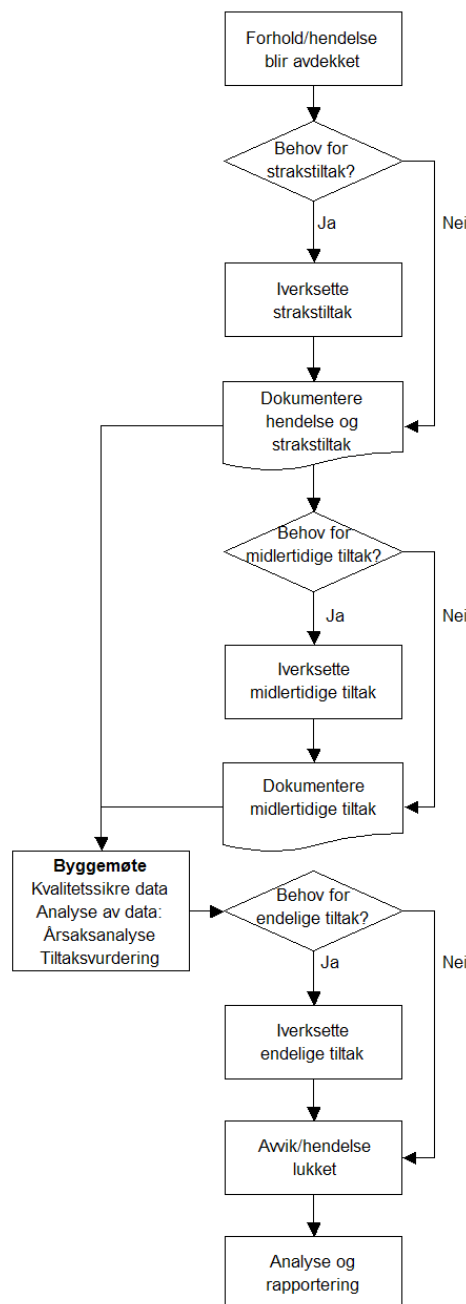 Forhold/hendelse
blir avdekket
Behov for
strakstiltak?
Ja
Nei
Iverksette
strakstiltak
Dokumentere
hendelse og
strakstiltak
Behov for
midlertidige tiltak?
Ja
Nei
Iverksette
midlertidige tiltak
Dokumentere
midlertidige tiltak
Byggemøte
Kvalitetssikre data
Analyse av data:
Årsaksanalyse
Tiltaksvurdering
Behov for
endelige tiltak?
Ja
Nei
Iverksette
endelige tiltak
Avvik/hendelse
lukket
Analyse og
rapportering